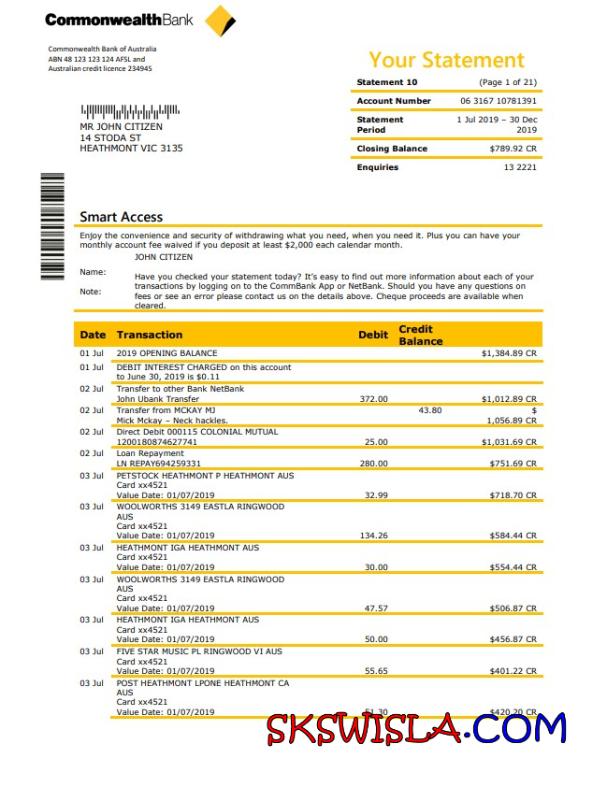 CommonwealthBank
Commonwealth Bank of Australia
ABN 48 123 123 124 AFSL and
Australian credit licence 234945
Your Statement
Statement 10 (Page 1 of 21)
Account Number 06 3167 10781391
Statement Period 1 Jul 2019 – 30 Dec 2019
Closing Balance $789.92 CR
Enquiries 13 2221
MR JOHN CITIZEN
14 STODA ST
HEATHMONT VIC 3135
Smart Access
Enjoy the convenience and security of withdrawing what you need, when you need it. Plus you can have your
monthly account fee waived if you deposit at least $2,000 each calendar month.
JOHN CITIZEN
Name:
Note:
Have you checked your statement today? It's easy to find out more information about each of your
transactions by logging on to the CommBank App or NetBank. Should you have any questions on
fees or see an error please contact us on the details above. Cheque proceeds are available when
cleared.
Date Transaction Debit Credit
Balance
01 Jul 2019 OPENING BALANCE $1,384.89 CR
01 Jul DEBIT INTEREST CHARGED on this account
to June 30, 2019 is $0.11
02 Jul Transfer to other Bank NetBank
John Ubank Transfer 372.00 $1,012.89 CR
02 Jul Transfer from MCKAY MJ 43.80 $
Mick Mckay – Neck hackles. 1,056.89 CR
02 Jul Direct Debit 000115 COLONIAL MUTUAL
1200180874627741 25.00 $1,031.69 CR
02 Jul Loan Repayment
LN REPAY694259331 280.00 $751.69 CR
03 Jul PETSTOCK HEATHMONT P HEATHMONT AUS
Card xx4521
Value Date: 01/07/2019 32.99 $718.70 CR
03 Jul WOOLWORTHS 3149 EASTLA RINGWOOD
AUS
Card xx4521
Value Date: 01/07/2019 134.26 $584.44 CR
03 Jul HEATHMONT IGA HEATHMONT AUS
Card xx4521
Value Date: 01/07/2019 30.00 $554.44 CR
03 Jul WOOLWORTHS 3149 EASTLA RINGWOOD
AUS
Card xx4521
Value Date: 01/07/2019 47.57 $506.87 CR
03 Jul HEATHMONT IGA HEATHMONT AUS
Card xx4521
Value Date: 01/07/2019 50.00 $456.87 CR
03 Jul FIVE STAR MUSIC PL RINGWOOD VI AUS
Card xx4521
Value Date: 01/07/2019 55.65 $401.22 CR
03 Jul POST HEATHMONT LPONE HEATHMONT CA
AUS
Card xx4521
Value Date: 01/07/2019 51.30 $420.20 CR
SKSWISLA.COM